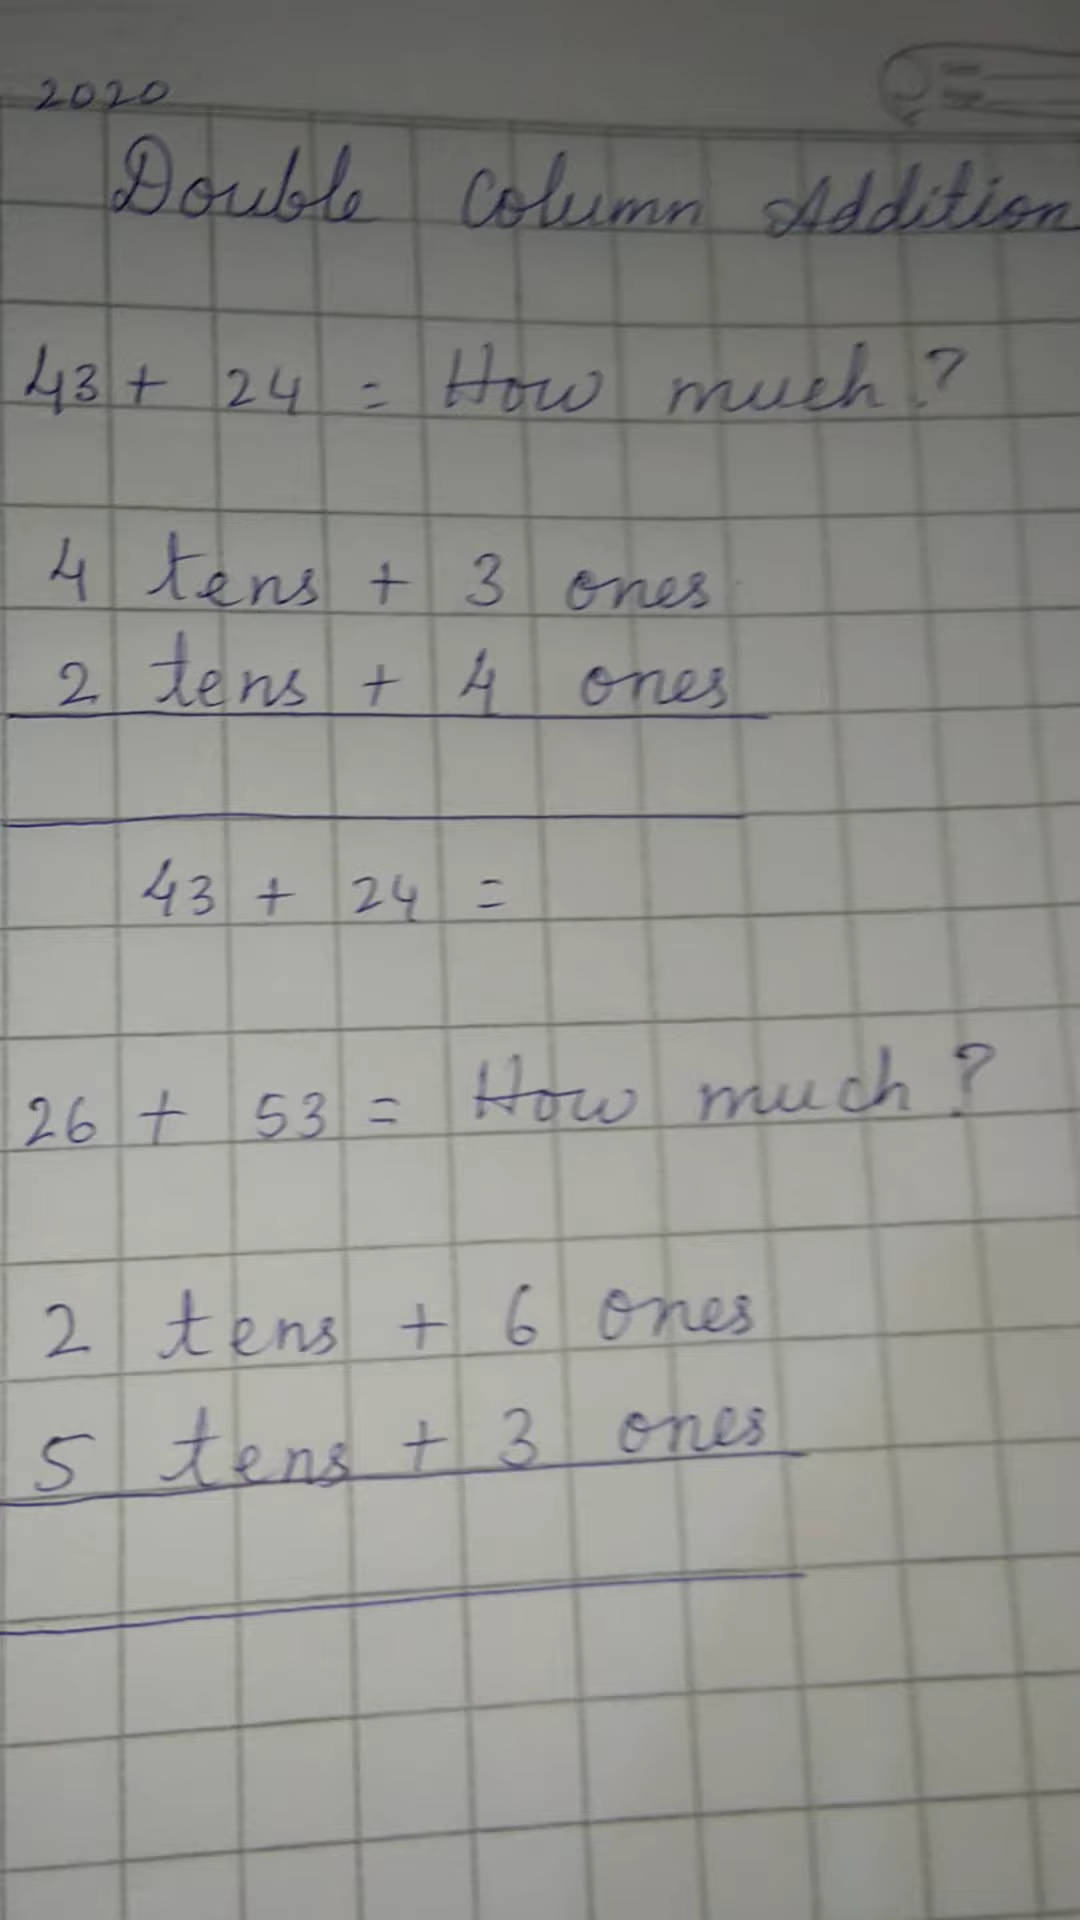 2020
Double Column Addition
43 + 24 = How much?
4 tens + 3 ones
2 tens + 4 ones
43 + 24 =
26 + 53 = How much?
2 tens + 6 ones
5 tens + 3 ones